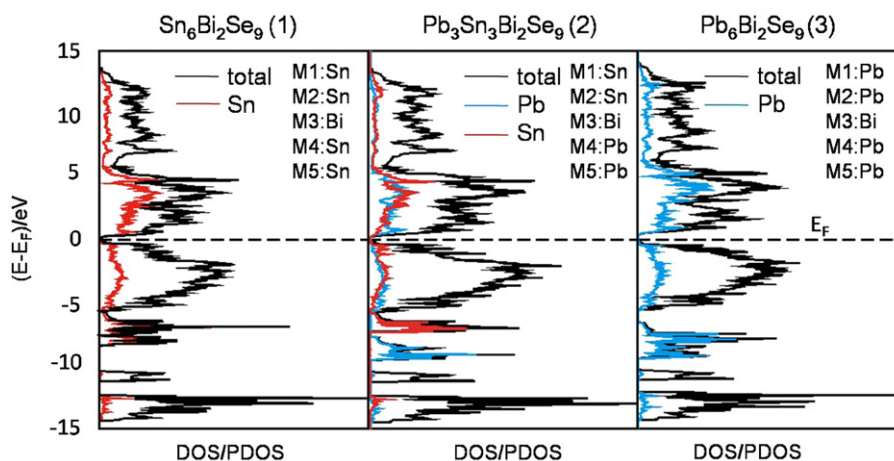 Sn6Bi2Se9 (1)
Pb3Sn3Bi2Se9 (2)
Pb6Bi2Se9 (3)
(E-EF)/eV
15
10
5
0
-5
-10
-15
total
Sn
M1:Sn
M2:Sn
M3:Bi
M4:Sn
M5:Sn
total
Pb
Sn
M1:Sn
M2:Sn
M3:Bi
M4:Pb
M5:Pb
total
Pb
M1:Pb
M2:Pb
M3:Bi
M4:Pb
M5:Pb
EF
DOS/PDOS
DOS/PDOS
DOS/PDOS